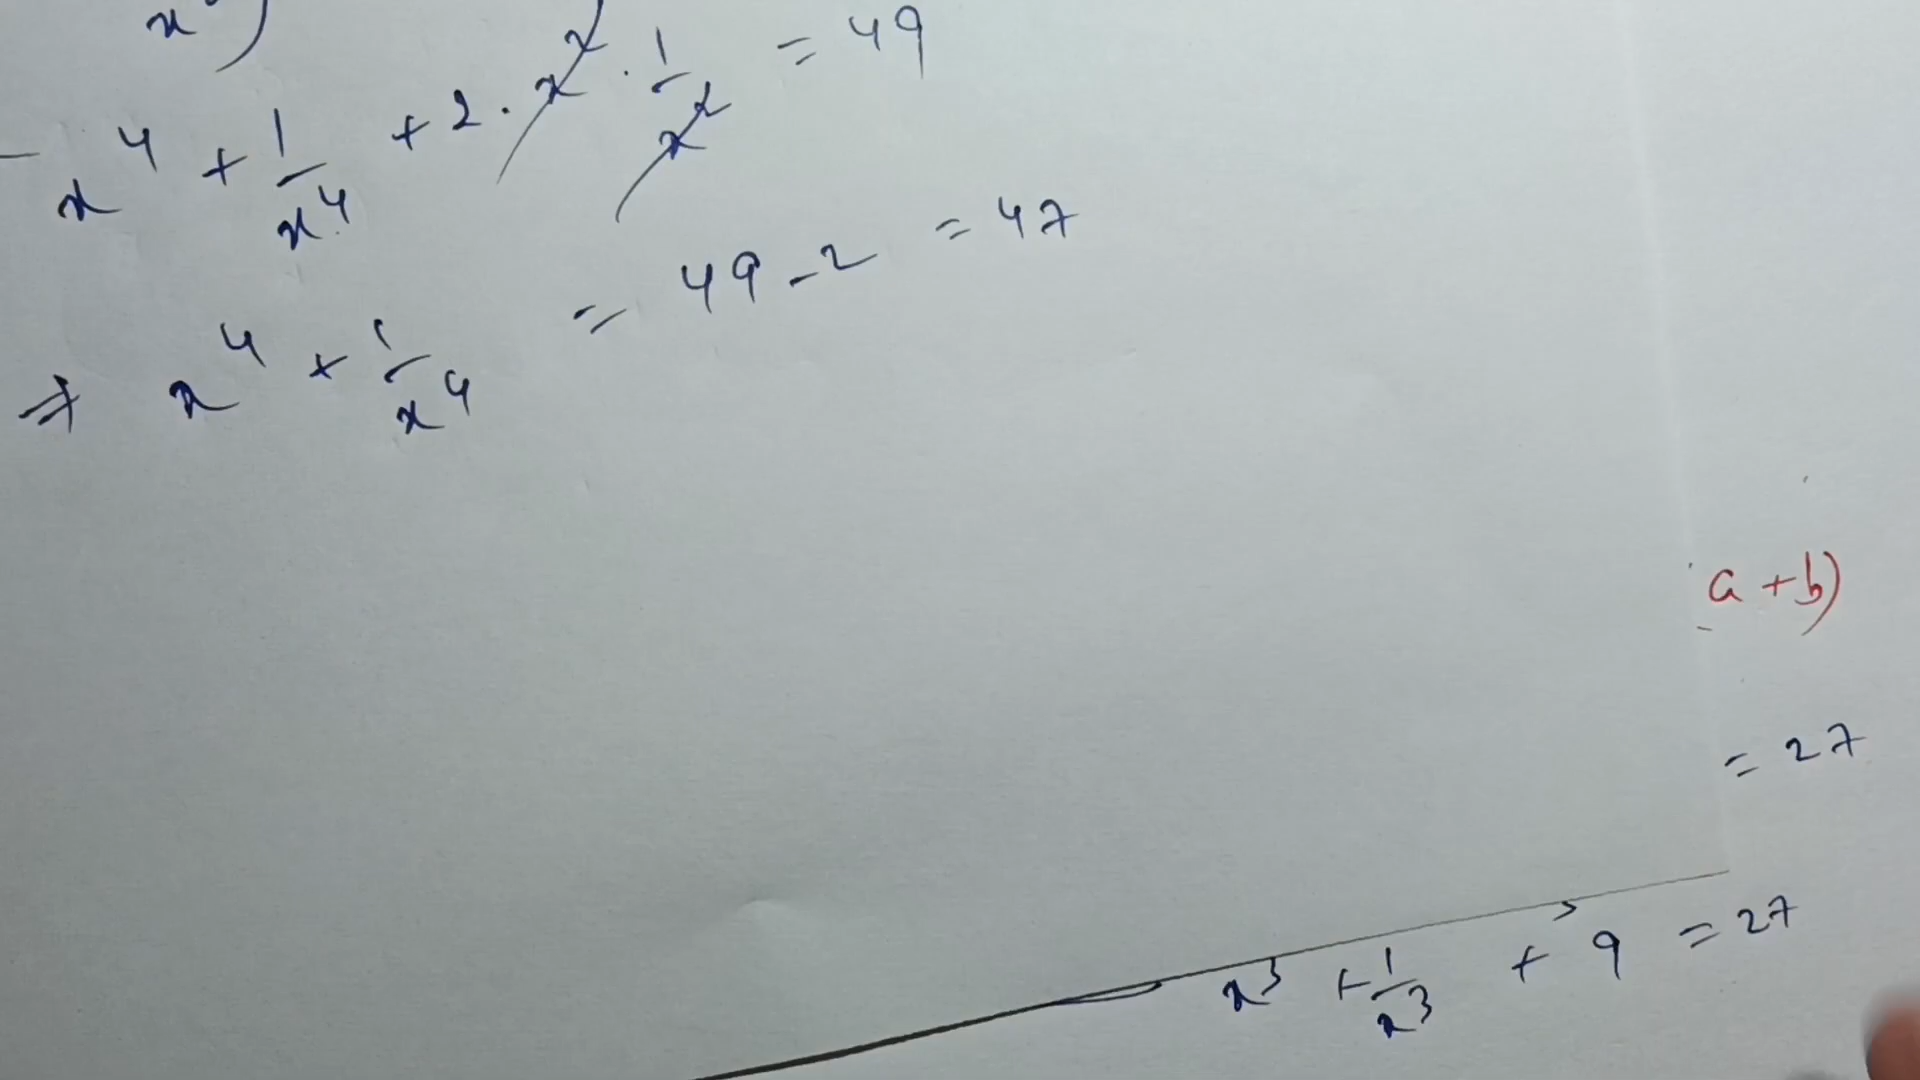 x⁴ + 1/x⁴ + 2 · x² · 1/x² = 49
⇒ x⁴ + 1/x⁴ = 49 - 2 = 47
a + b)
= 27
x³ + 1/x³ + 9 = 27